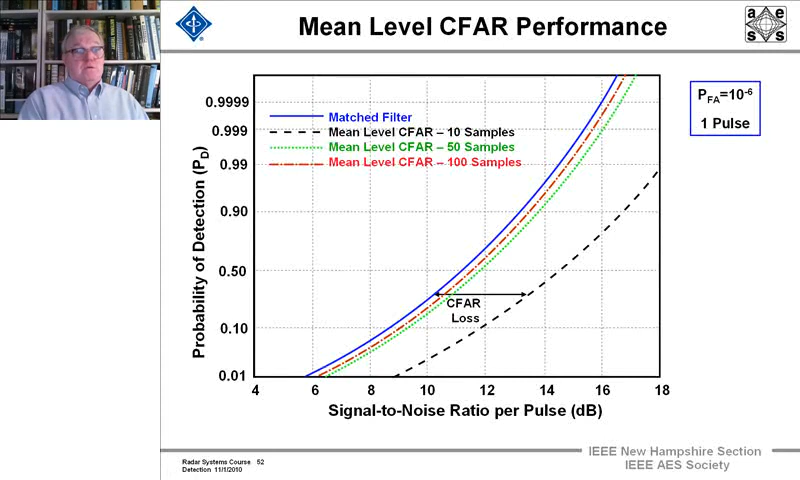 Mean Level CFAR Performance
a e
s s
P_FA=10^-6
1 Pulse
Matched Filter
Mean Level CFAR – 10 Samples
Mean Level CFAR – 50 Samples
Mean Level CFAR – 100 Samples
Probability of Detection (P_D)
0.9999
0.999
0.99
0.90
0.50
0.10
0.01
CFAR
Loss
4 6 8 10 12 14 16 18
Signal-to-Noise Ratio per Pulse (dB)
Radar Systems Course 52
Detection 11/1/2010
IEEE New Hampshire Section
IEEE AES Society